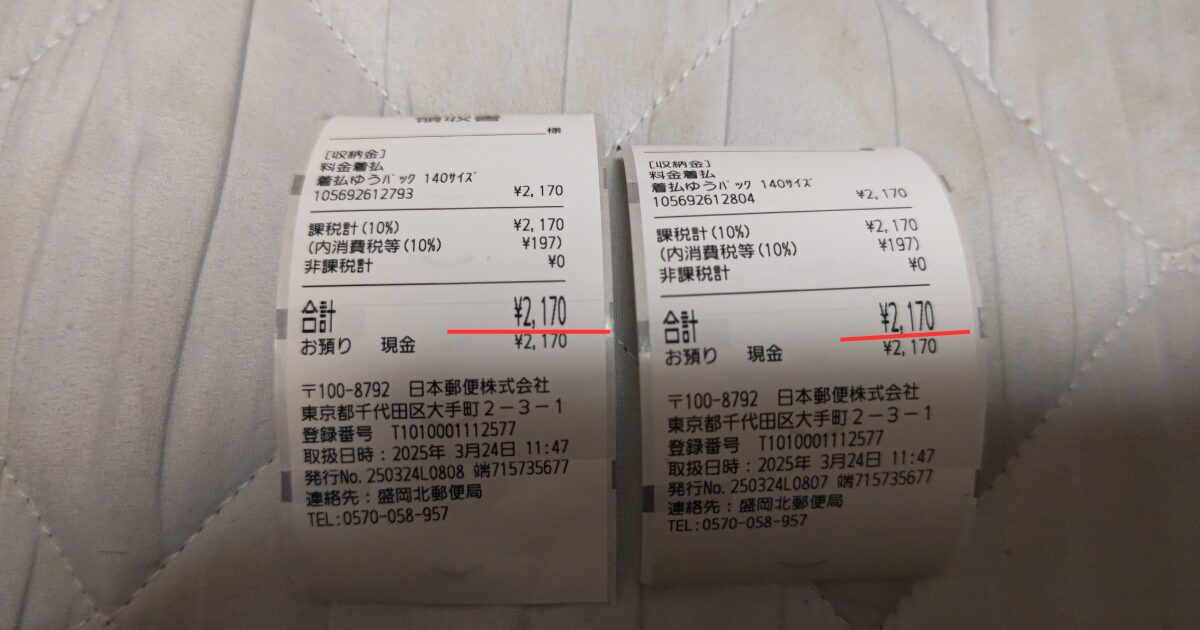 領収書
様
[収納金]
料金着払
着払ゆうパック 140サイズ
105692612793 ¥2,170
課税計(10%) ¥2,170
(内消費税等(10%) ¥197)
非課税計 ¥0
合計 ¥2,170
お預り 現金 ¥2,170
〒100-8792 日本郵便株式会社
東京都千代田区大手町2-3-1
登録番号 T1010001112577
取扱日時:2025年 3月24日 11:47
発行No. 250324L0808 端715735677
連絡先:盛岡北郵便局
TEL:0570-058-957
[収納金]
料金着払
着払ゆうパック 140サイズ
105692612804 ¥2,170
課税計(10%) ¥2,170
(内消費税等(10%) ¥197)
非課税計 ¥0
合計 ¥2,170
お預り 現金 ¥2,170
〒100-8792 日本郵便株式会社
東京都千代田区大手町2-3-1
登録番号 T1010001112577
取扱日時:2025年 3月24日 11:47
発行No. 250324L0807 端715735677
連絡先:盛岡北郵便局
TEL:0570-058-957